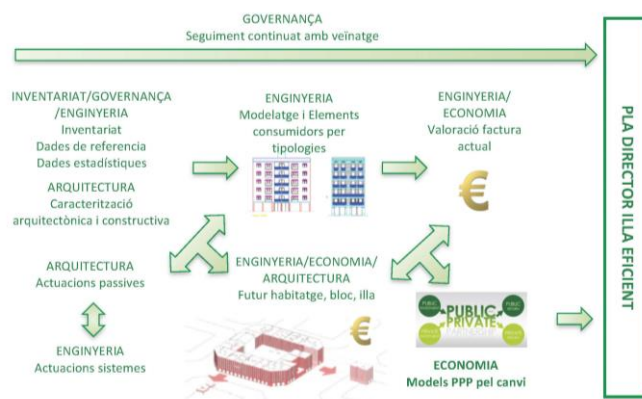 GOVERNANÇA
Seguiment continuat amb veïnatge
INVENTARIAT/GOVERNANÇA
/ENGINYERIA
Inventariat
Dades de referencia
Dades estadístiques
ARQUITECTURA
Caracterització
arquitectònica i constructiva
ARQUITECTURA
Actuacions passives
ENGINYERIA
Actuacions sistemes
ENGINYERIA
Modelatge i Elements
consumidors per
tipologies
ENGINYERIA/ECONOMIA/
ARQUITECTURA
Futur habitatge, bloc, illa
€
ENGINYERIA/
ECONOMIA
Valoració factura
actual
€
PUBLIC
PUBLIC
PUBLIC
PRIVATE
ECONOMIA
Models PPP pel canvi
PLA DIRECTOR ILLA EFICIENT